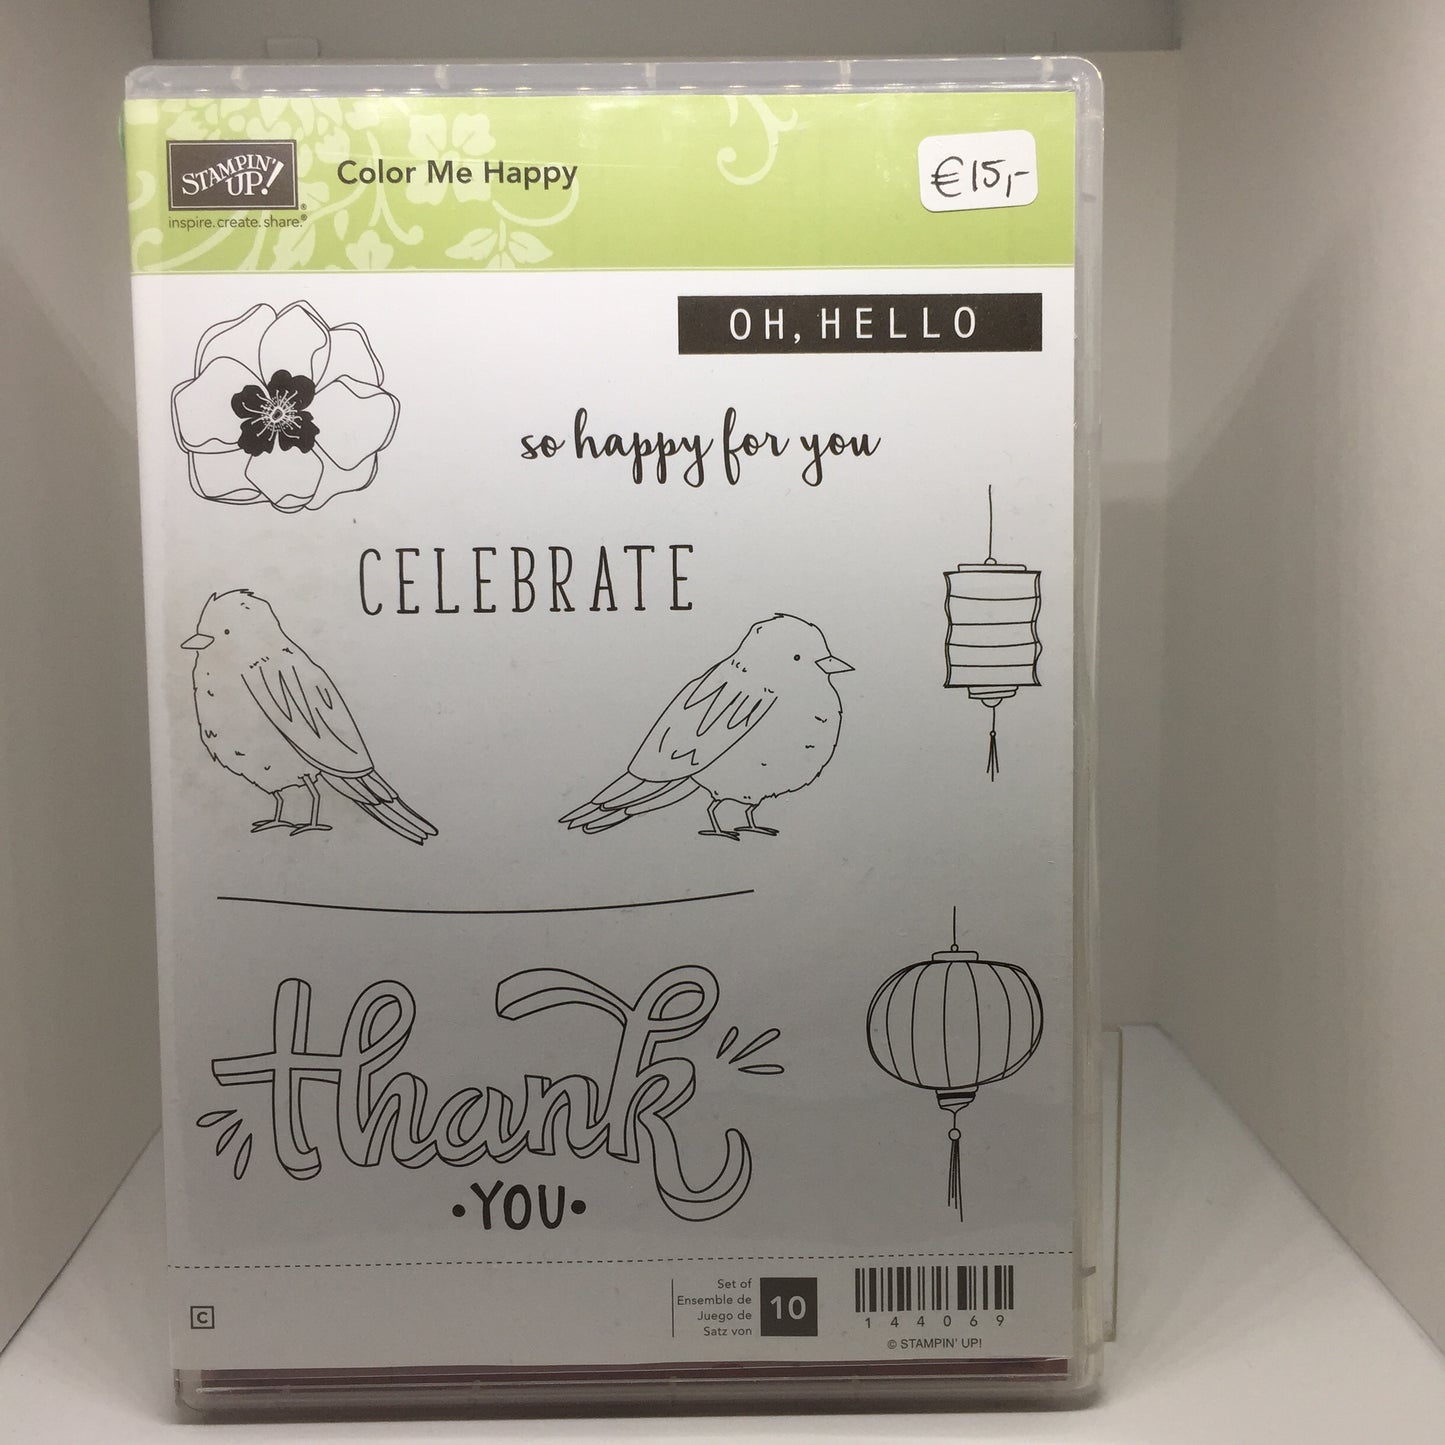 STAMPIN' UP!®
inspire.create.share.®
Color Me Happy
€15,-
OH, HELLO
so happy for you
CELEBRATE
thank
•YOU•
C
Set of
Ensemble de
Juego de
Satz von
10
144069
© STAMPIN' UP!